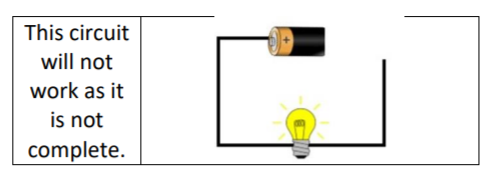 This circuit
will not
work as it
is not
complete.
+